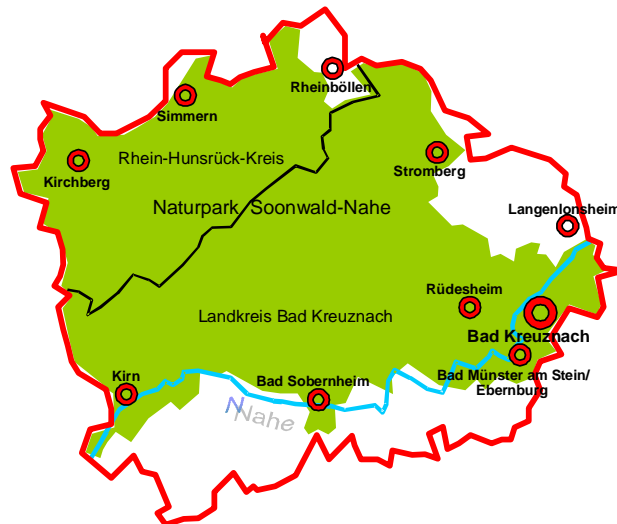 Rheinböllen
Simmern
Rhein-Hunsrück-Kreis
Kirchberg
Stromberg
Naturpark Soonwald-Nahe
Langenlonsheim
Rüdesheim
Landkreis Bad Kreuznach
Bad Kreuznach
Kirn
Bad Sobernheim
Bad Münster am Stein/
Ebernburg
N
Nahe